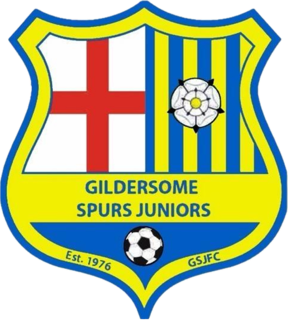 GILDERSOME
SPURS JUNIORS
Est. 1976
GSJFC